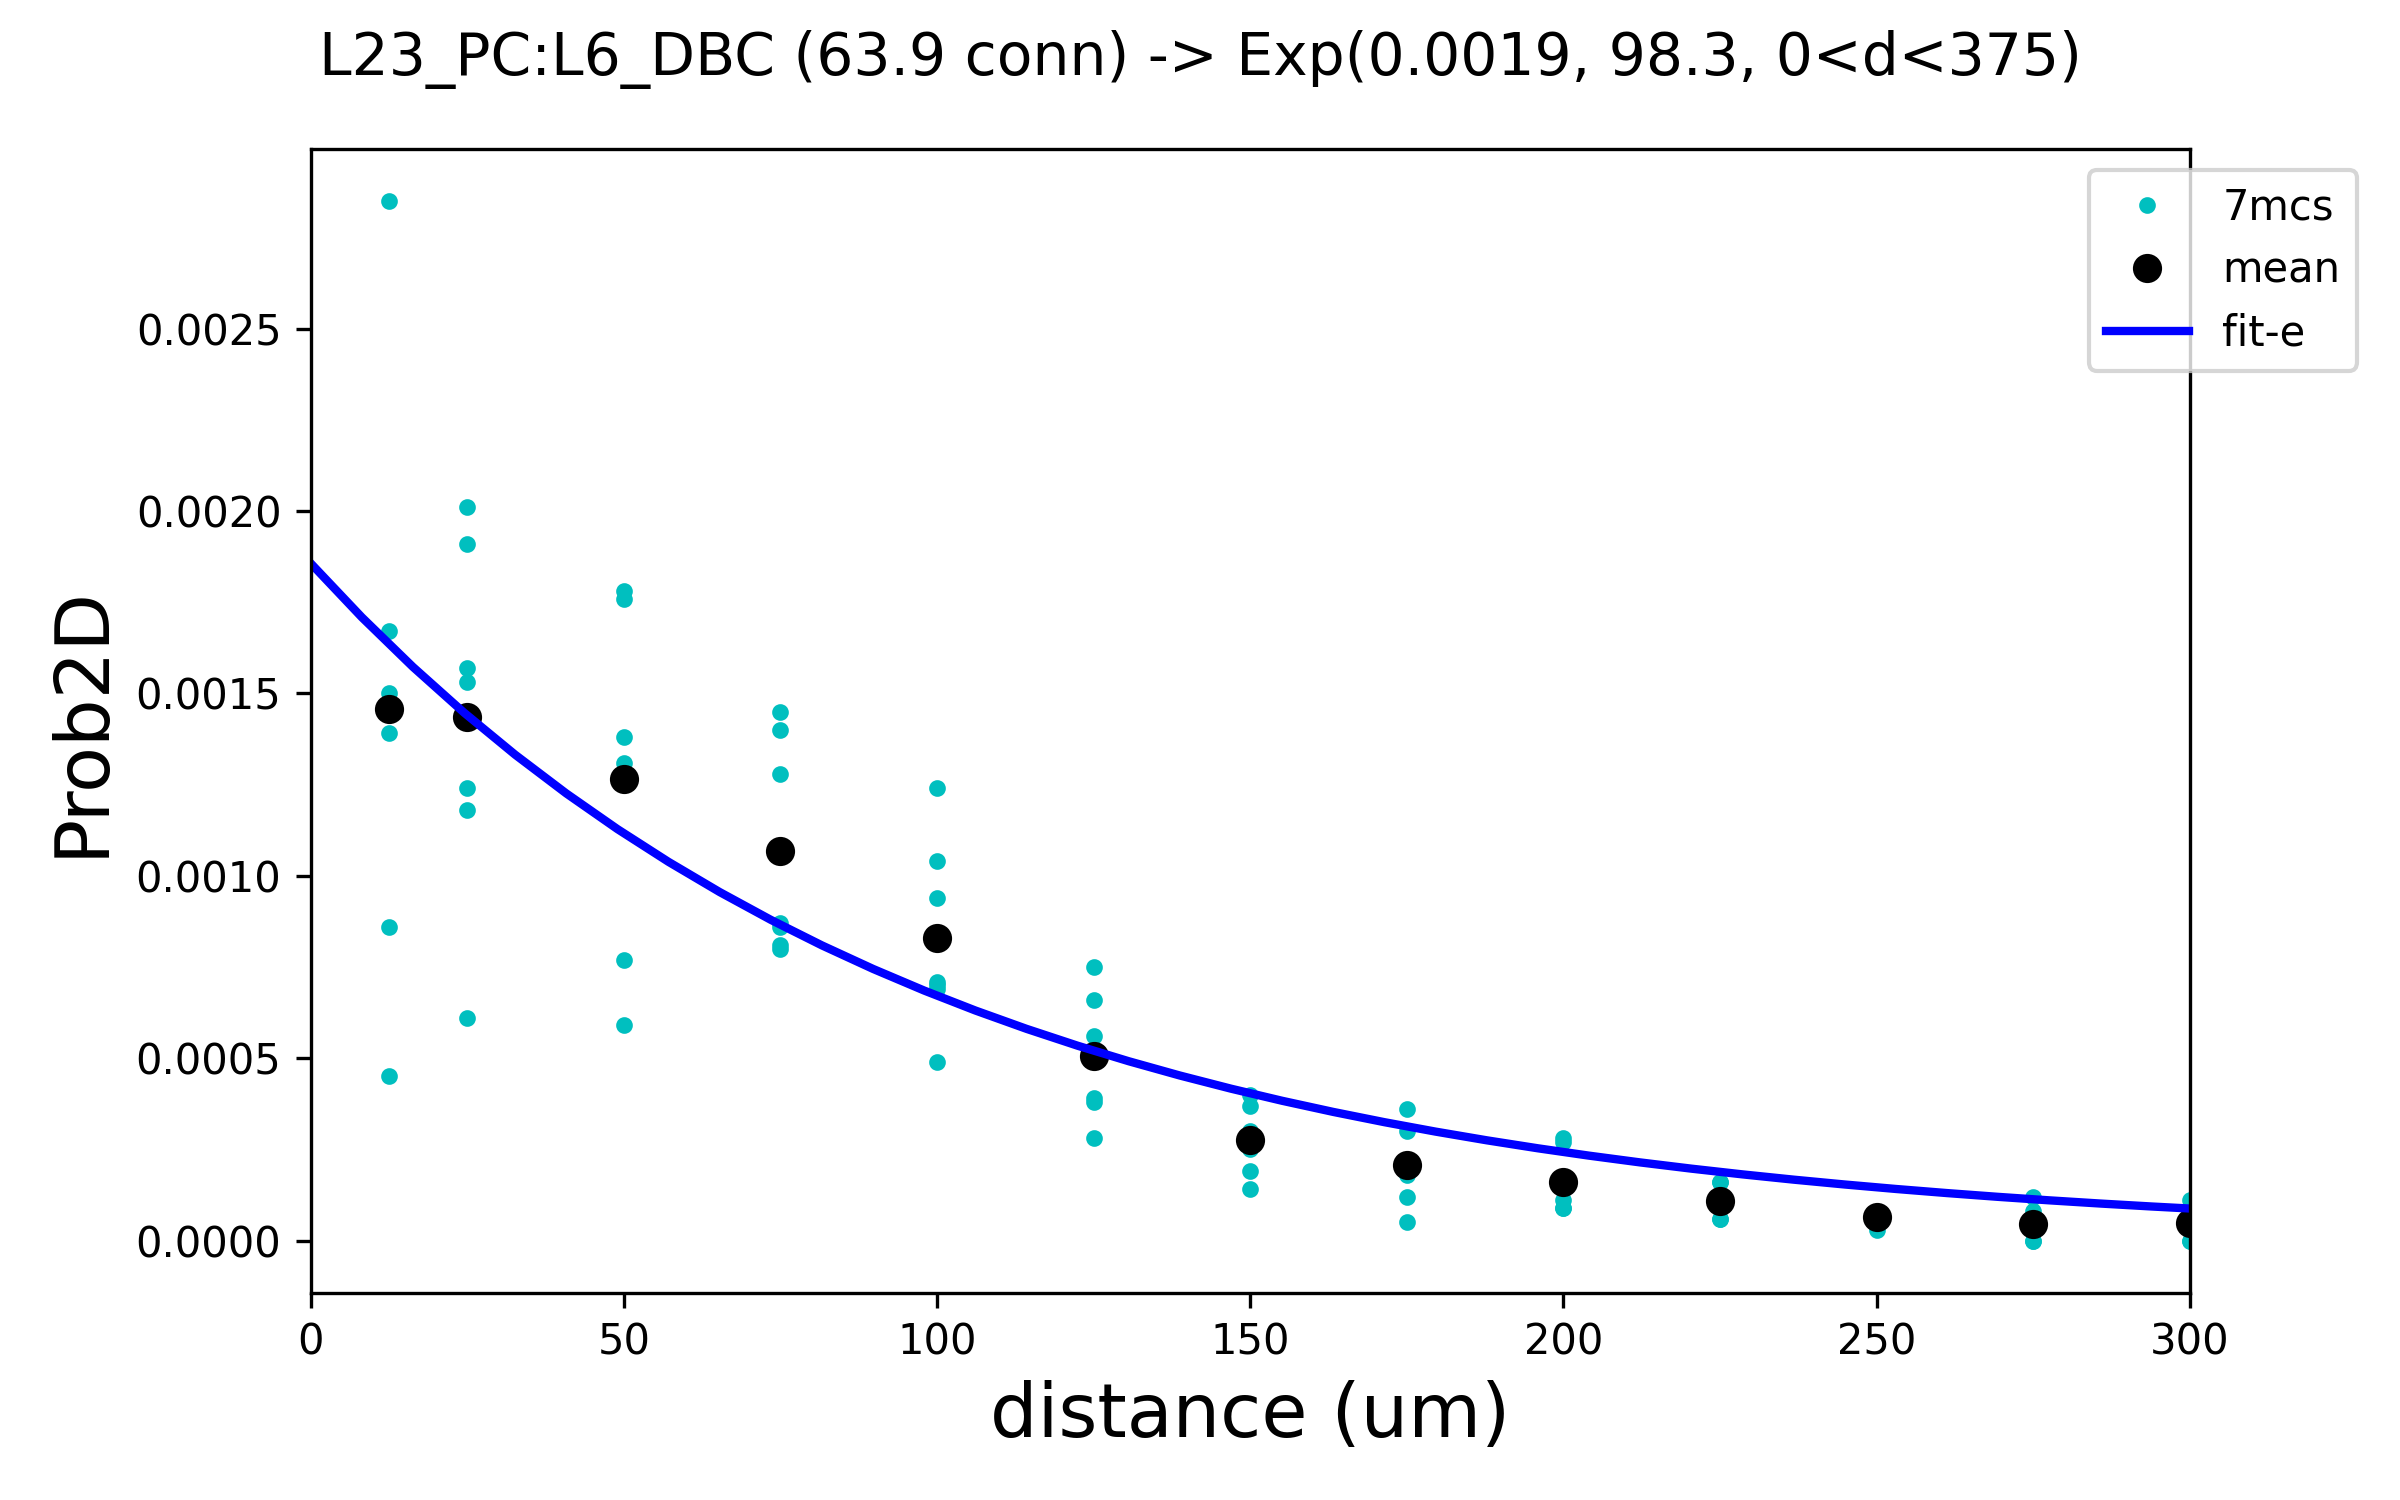 L23_PC:L6_DBC (63.9 conn) -> Exp(0.0019, 98.3, 0<d<375)
7mcs
mean
fit-e
Prob2D
0.0025
0.0020
0.0015
0.0010
0.0005
0.0000
0 50 100 150 200 250 300
distance (um)